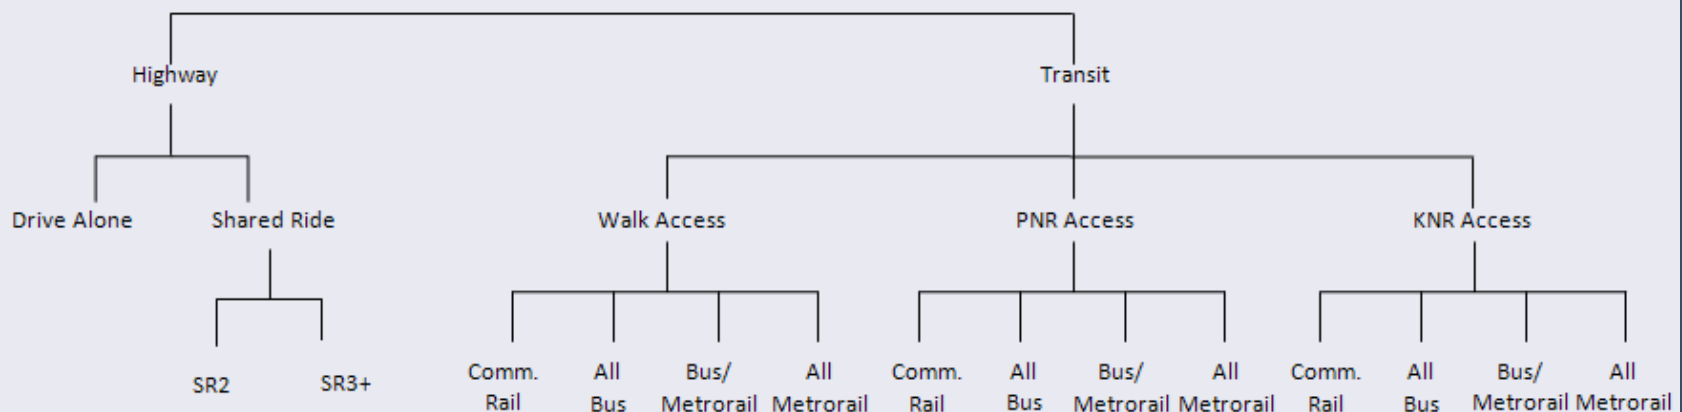 Highway
Transit
Drive Alone
Shared Ride
Walk Access
PNR Access
KNR Access
SR2
SR3+
Comm.
Rail
All
Bus
Bus/
Metrorail
All
Metrorail
Comm.
Rail
All
Bus
Bus/
Metrorail
All
Metrorail
Comm.
Rail
All
Bus
Bus/
Metrorail
All
Metrorail